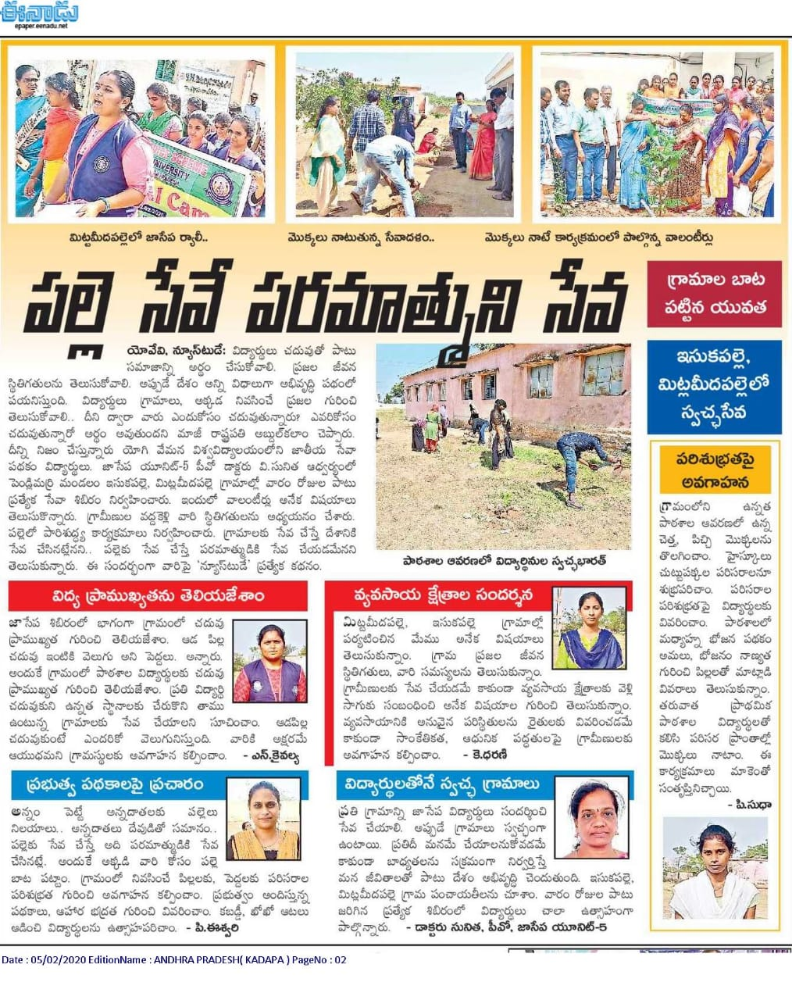 ఈనాడు
epaper.eenadu.net
UNIVERSITY
మిట్టమీదపల్లెలో జాసేప ర్యాలీ..
మొక్కలు నాటుతున్న సేవాదళం..
మొక్కలు నాటే కార్యక్రమంలో పాల్గొన్న వాలంటీర్లు
పల్లె సేవే పరమాత్ముని సేవ
గ్రామాల బాట
పట్టిన యువత
ఇసుకపల్లె,
మిట్లమీదపల్లెలో
స్వచ్ఛసేవ
యోవేవి, న్యూస్‌టుడే: విద్యార్థులు చదువుతో పాటు
సమాజాన్ని అర్థం చేసుకోవాలి. ప్రజల జీవన
స్థితిగతులను తెలుసుకోవాలి. అప్పుడే దేశం అన్ని విధాలుగా అభివృద్ధి పథంలో
పయనిస్తుంది. విద్యార్థులు గ్రామాలు, అక్కడ నివసించే ప్రజల గురించి
తెలుసుకోవాలి.. దీని ద్వారా వారు ఎందుకోసం చదువుతున్నారు? ఎవరికోసం
చదువుతున్నారో అర్థం అవుతుందని మాజీ రాష్ట్రపతి అబ్దుల్‌కలాం చెప్పారు.
దీన్ని నిజం చేస్తున్నారు యోగి వేమన విశ్వవిద్యాలయంలోని జాతీయ సేవా
పథకం విద్యార్థులు. జాసేప యూనిట్-5 పీవో డాక్టరు వి.సునీత ఆధ్వర్యంలో
పెండ్లిమర్రి మండలం ఇసుకపల్లె, మిట్లమీదపల్లె గ్రామాల్లో వారం రోజుల పాటు
ప్రత్యేక సేవా శిబిరం నిర్వహించారు. ఇందులో వాలంటీర్లు అనేక విషయాలు
తెలుసుకొన్నారు. గ్రామీణుల వద్దకెళ్లి వారి స్థితిగతులను అధ్యయనం చేశారు.
పల్లెలో పారిశుద్ధ్య కార్యక్రమాలు నిర్వహించారు. గ్రామాలకు సేవ చేస్తే దేశానికి
సేవ చేసినట్లేనని.. పల్లెకు సేవ చేస్తే పరమాత్ముడికి సేవ చేయడమేనని
తెలుసుకున్నారు. ఈ సందర్భంగా వారిపై 'న్యూస్‌టుడే' ప్రత్యేక కథనం.
పాఠశాల ఆవరణలో విద్యార్థినుల స్వచ్ఛభారత్
విద్య ప్రాముఖ్యతను తెలియజేశాం
జాసేప శిబిరంలో భాగంగా గ్రామంలో చదువు
ప్రాముఖ్యత గురించి తెలియజేశాం. ఆడ పిల్ల
చదువు ఇంటికి వెలుగు అని పెద్దలు. అన్నారు.
అందుకే గ్రామంలో పాఠశాల విద్యార్థులకు చదువు
ప్రాముఖ్యత గురించి తెలియజేశాం. ప్రతి విద్యార్థి
చదువుకుని ఉన్నత స్థానాలకు చేరుకొని తాము
ఉంటున్న గ్రామాలకు సేవ చేయాలని సూచించాం. ఆడపిల్ల
చదువుకుంటే ఎందరికో వెలుగునిస్తుంది. వారికి అక్షరమే
ఆయుధమని గ్రామస్థులకు అవగాహన కల్పించాం. - ఎన్.కైవల్య
వ్యవసాయ క్షేత్రాల సందర్శన
మిట్టమీదపల్లె, ఇసుకపల్లె గ్రామాల్లో
పర్యటించిన మేము అనేక విషయాలు
తెలుసుకున్నాం. గ్రామ ప్రజల జీవన
స్థితిగతులు, వారి సమస్యలను తెలుసుకున్నాం.
గ్రామీణులకు సేవ చేయడమే కాకుండా వ్యవసాయ క్షేత్రాలకు వెళ్లి
సాగుకు సంబంధించి అనేక విషయాల గురించి తెలుసుకున్నాం.
వ్యవసాయానికి అనువైన పరిస్థితులను రైతులకు వివరించడమే
కాకుండా సాంకేతికత, ఆధునిక పద్ధతులపై గ్రామీణులకు
అవగాహన కల్పించాం. - కె.ధరణి
ప్రభుత్వ పథకాలపై ప్రచారం
అన్నం పెట్టే అన్నదాతలకు పల్లెలు
నిలయాలు.. అన్నదాతలు దేవుడితో సమానం..
పల్లెకు సేవ చేస్తే అది పరమాత్ముడికి సేవ
చేసినట్లే. అందుకే అక్కడి వారి కోసం పల్లె
బాట పట్టాం. గ్రామంలో నివసించే పిల్లలకు, పెద్దలకు పరిసరాల
పరిశుభ్రత గురించి అవగాహన కల్పించాం. ప్రభుత్వం అందిస్తున్న
పథకాలు, ఆహార భద్రత గురించి వివరించాం. కబడ్డీ, ఖోఖో ఆటలు
ఆడించి విద్యార్థులను ఉత్సాహపరిచాం. - పి.ఈశ్వరి
విద్యార్థులతోనే స్వచ్ఛ గ్రామాలు
ప్రతి గ్రామాన్ని జాసేప విద్యార్థులు సందర్శించి
సేవ చేయాలి. అప్పుడే గ్రామాలు స్వచ్ఛంగా
ఉంటాయి. ప్రతిదీ మనమే చేయాలనుకోవడమే
కాకుండా బాధ్యతలను సక్రమంగా నిర్వర్తిస్తే
మన జీవితాలతో పాటు దేశం అభివృద్ధి చెందుతుంది. ఇసుకపల్లె,
మిట్లమీదపల్లె గ్రామ పంచాయతీలను చూశాం. వారం రోజుల పాటు
జరిగిన ప్రత్యేక శిబిరంలో విద్యార్థులు చాలా ఉత్సాహంగా
పాల్గొన్నారు. - డాక్టరు సునిత, పీవో, జాసేప యూనిట్-5
పరిశుభ్రతపై
అవగాహన
గ్రామంలోని ఉన్నత
పాఠశాల ఆవరణలో ఉన్న
చెత్త, పిచ్చి మొక్కలను
తొలగించాం. హైస్కూలు
చుట్టుపక్కల పరిసరాలనూ
శుభ్రపరిచాం. పరిసరాల
పరిశుభ్రతపై విద్యార్థులకు
వివరించాం. పాఠశాలలో
మధ్యాహ్న భోజన పథకం
అమలు, భోజనం నాణ్యత
గురించి పిల్లలతో మాట్లాడి
వివరాలు తెలుసుకున్నాం.
తరువాత ప్రాథమిక
పాఠశాల విద్యార్థులతో
కలిసి పరిసర ప్రాంతాల్లో
మొక్కలు నాటాం. ఈ
కార్యక్రమాలు మాకెంతో
సంతృప్తినిచ్చాయి.
- పి.సుధా
Date : 05/02/2020 EditionName : ANDHRA PRADESH( KADAPA ) PageNo : 02